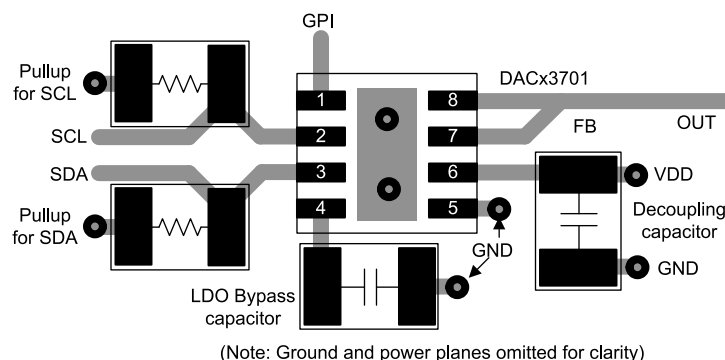 GPI
Pullup
for SCL
DACx3701
1
8
SCL
2
7
FB
OUT
SDA
3
6
VDD
Pullup
for SDA
4
5
Decoupling
capacitor
GND
GND
LDO Bypass
capacitor
(Note: Ground and power planes omitted for clarity)